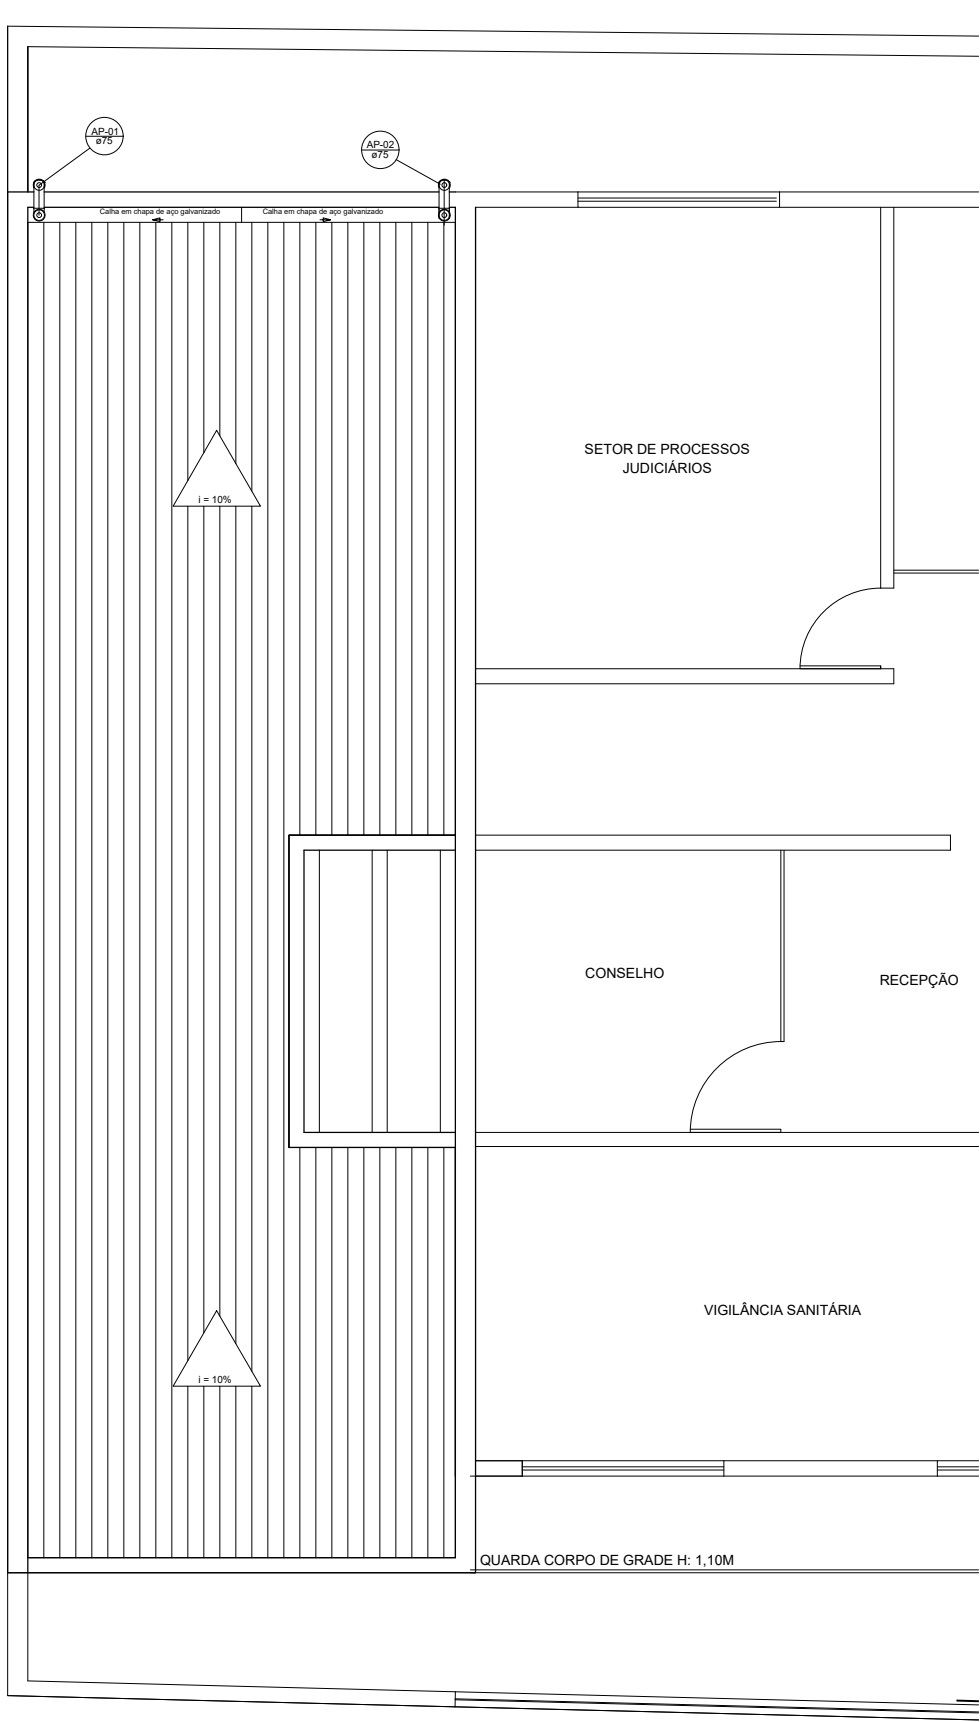 AP-01
ø75
AP-02
ø75
Calha em chapa de aço galvanizado
Calha em chapa de aço galvanizado
SETOR DE PROCESSOS
JUDICIÁRIOS
i = 10%
CONSELHO
RECEPÇÃO
VIGILÂNCIA SANITÁRIA
i = 10%
QUARDA CORPO DE GRADE H: 1,10M